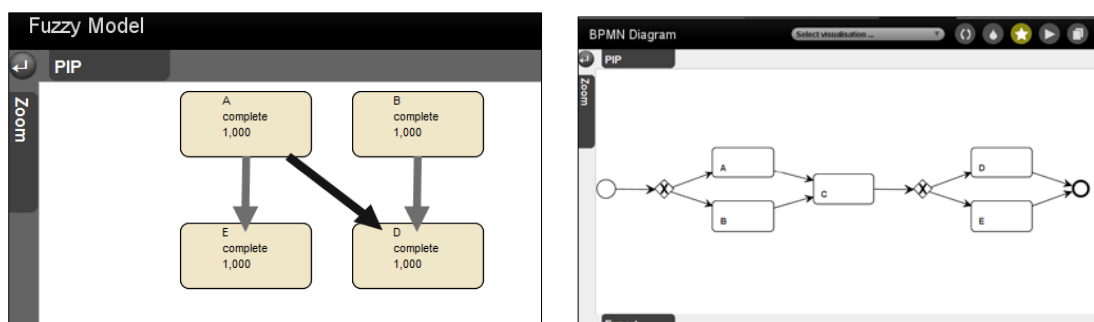 Fuzzy Model
PIP
Zoom
A
complete
1,000
B
complete
1,000
E
complete
1,000
D
complete
1,000
BPMN Diagram
Select visualisation ...
PIP
Zoom
X
A
B
C
X
D
E